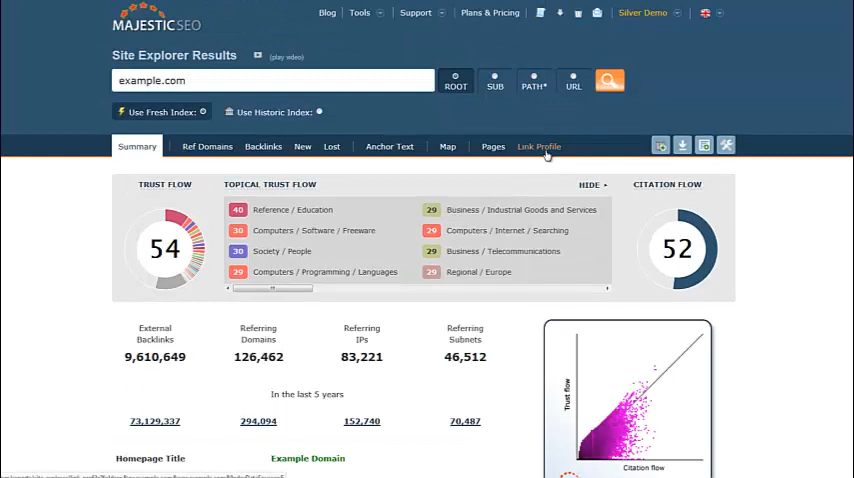 Blog Tools Support Plans & Pricing Silver Demo
MAJESTICSEO
Site Explorer Results (play video)
example.com ROOT SUB PATH* URL
Use Fresh Index: Use Historic Index:
Summary Ref Domains Backlinks New Lost Anchor Text Map Pages Link Profile
TRUST FLOW TOPICAL TRUST FLOW HIDE CITATION FLOW
40 Reference / Education 29 Business / Industrial Goods and Services
30 Computers / Software / Freeware 29 Computers / Internet / Searching
54 52
30 Society / People 29 Business / Telecommunications
29 Computers / Programming / Languages 29 Regional / Europe
External Backlinks Referring Domains Referring IPs Referring Subnets
9,610,649 126,462 83,221 46,512
In the last 5 years
73,129,337 294,094 152,740 70,487
Trust flow
Citation flow
Homepage Title Example Domain